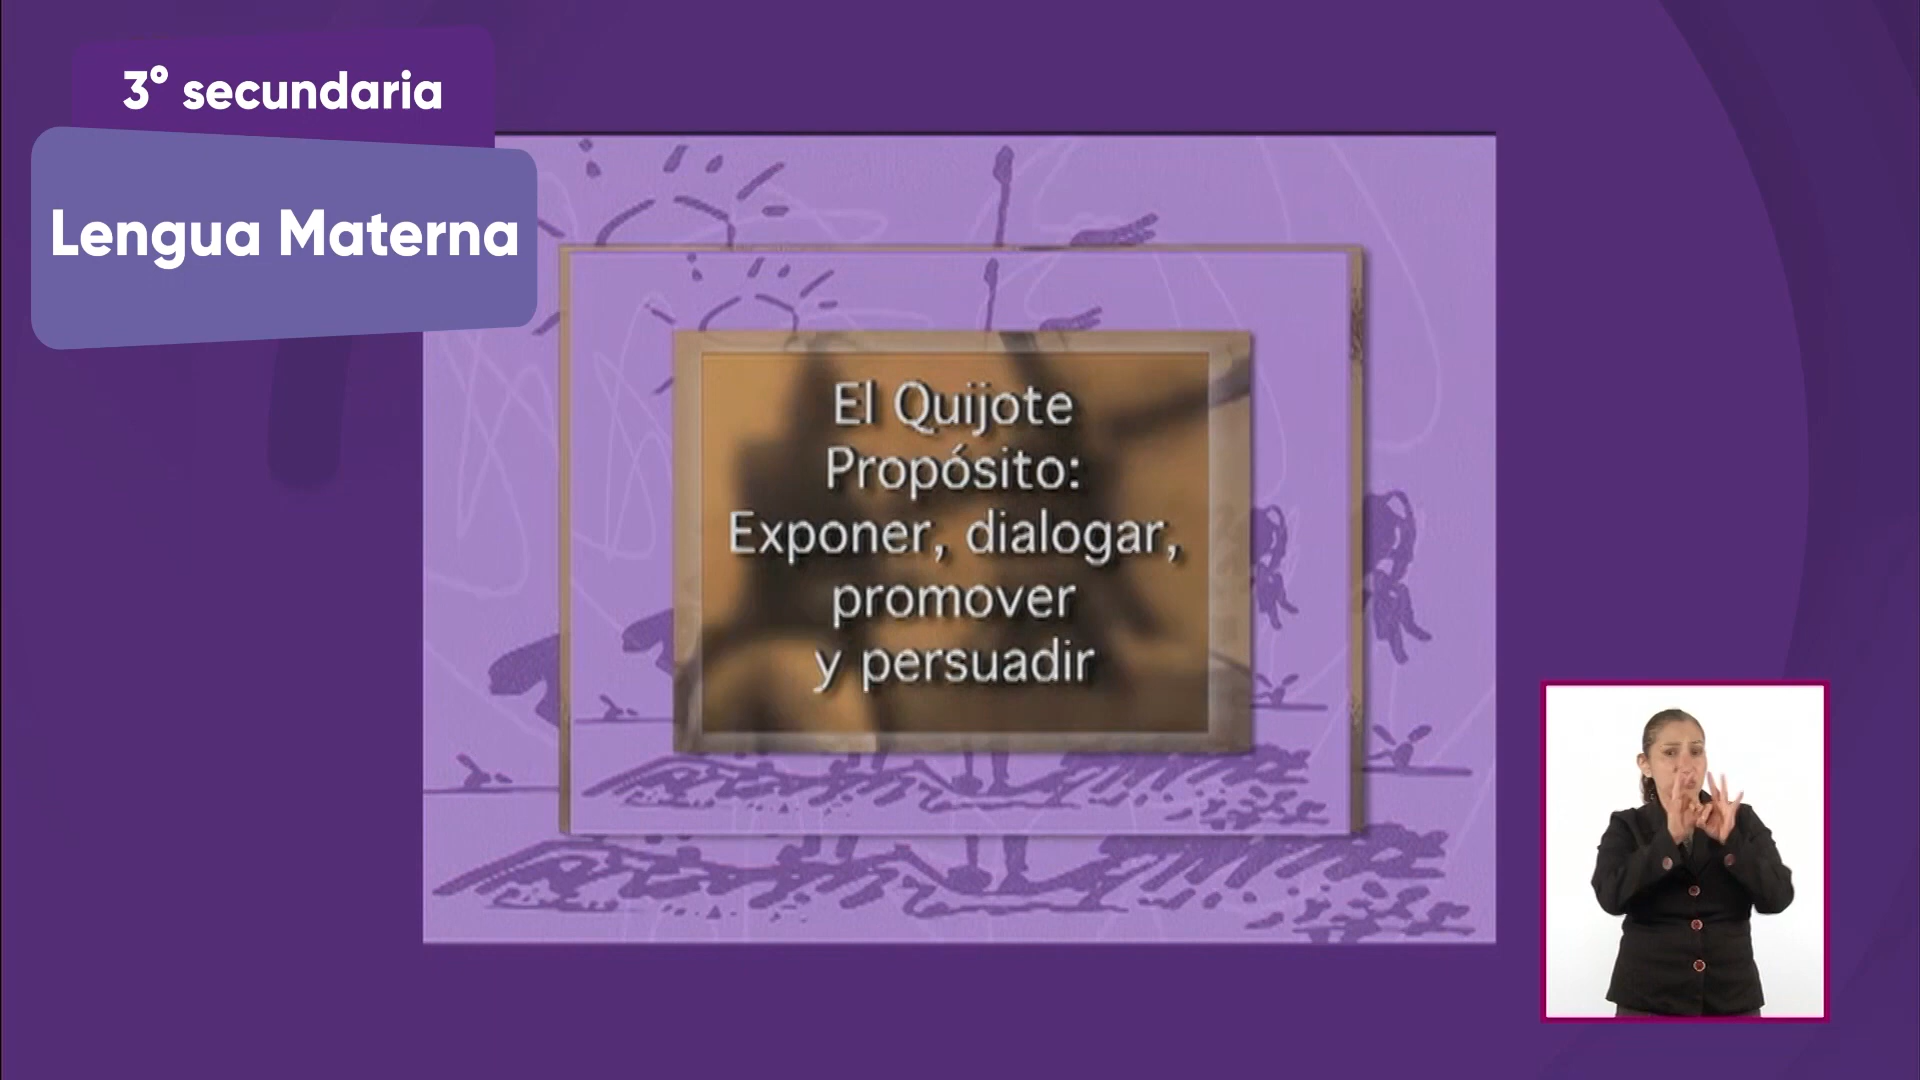 3° secundaria
Lengua Materna
El Quijote
Propósito:
Exponer, dialogar,
promover
y persuadir